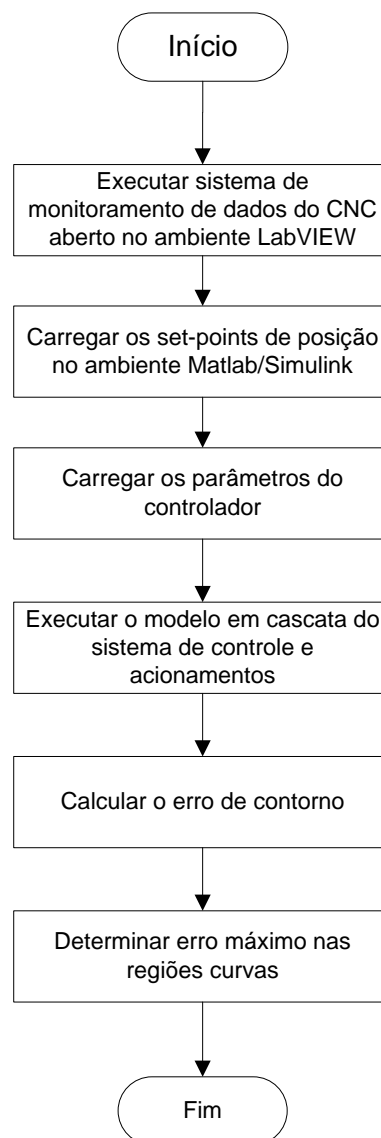 Início
Executar sistema de
monitoramento de dados do CNC
aberto no ambiente LabVIEW
Carregar os set-points de posição
no ambiente Matlab/Simulink
Carregar os parâmetros do
controlador
Executar o modelo em cascata do
sistema de controle e
acionamentos
Calcular o erro de contorno
Determinar erro máximo nas
regiões curvas
Fim